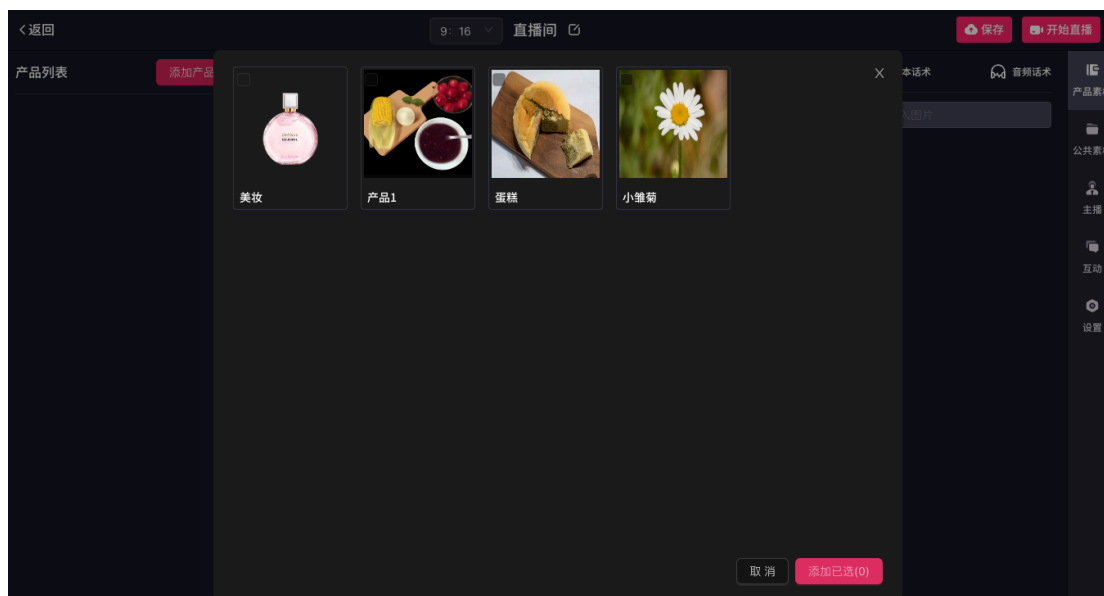 返回
9: 16
直播间
保存
开始直播
产品列表
添加产品
X
本话术
音频话术
产品素
入图片
公共素
美妆
产品1
蛋糕
小雏菊
主播
互动
设置
取 消
添加已选(0)